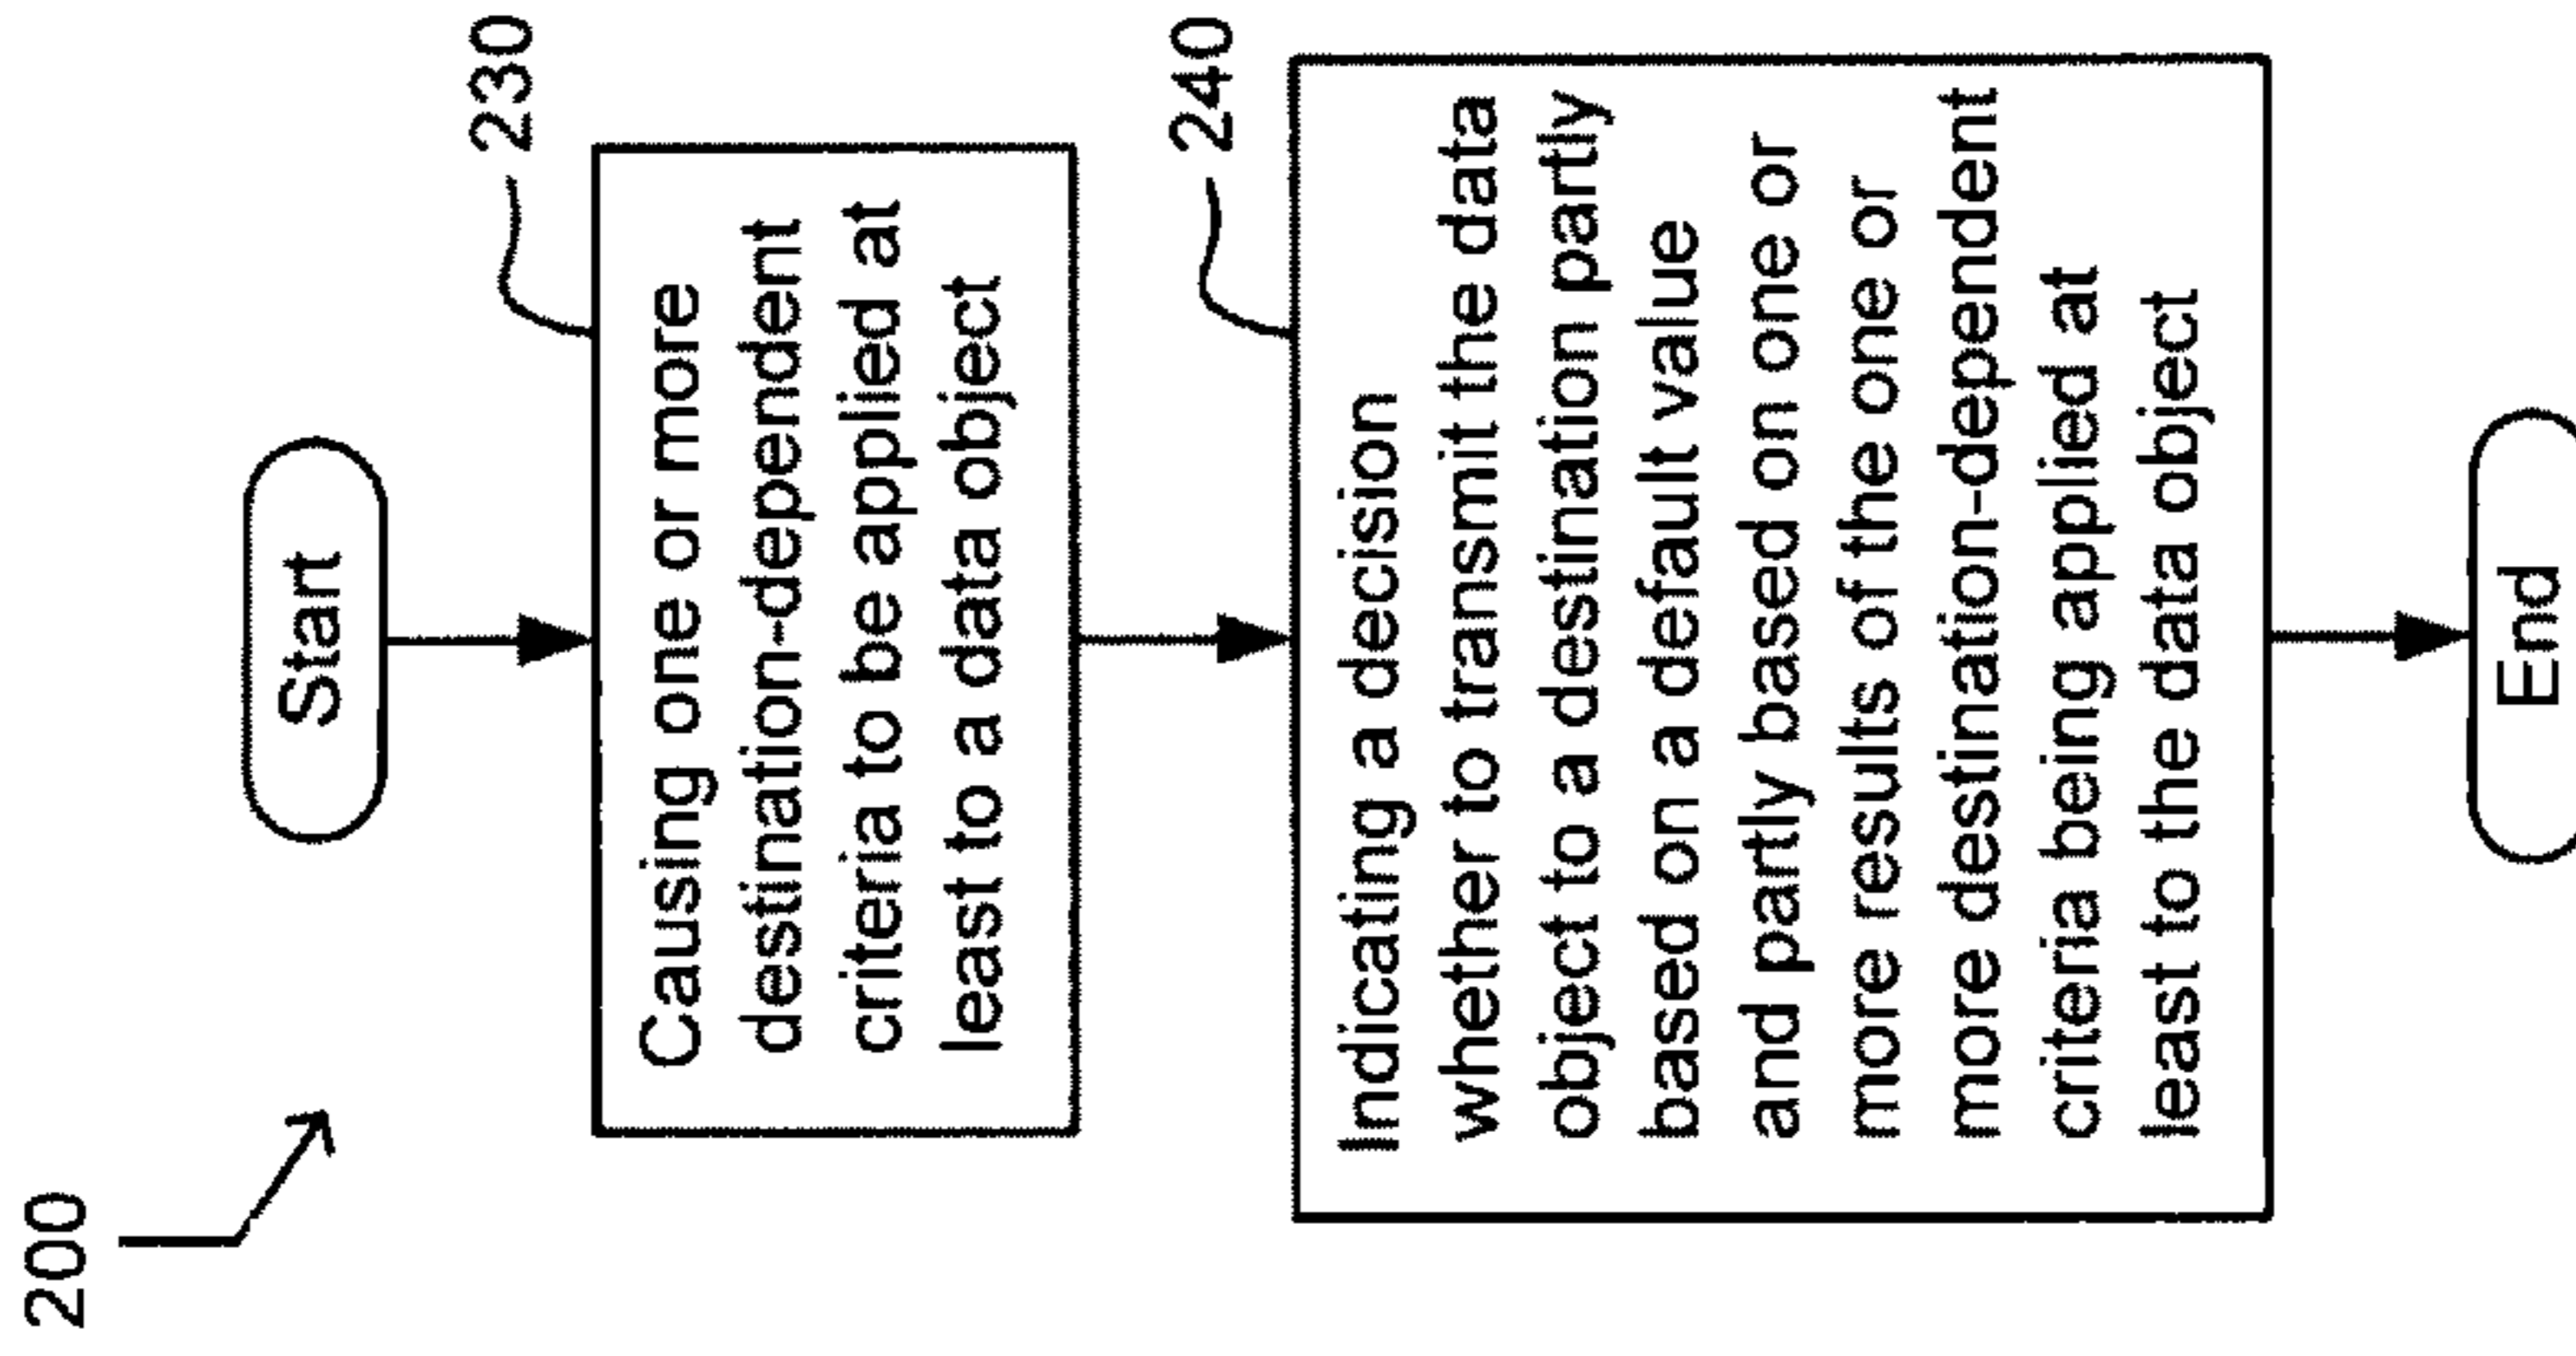 200
Start
230
Causing one or more
destination-dependent
criteria to be applied at
least to a data object
240
Indicating a decision
whether to transmit the data
object to a destination partly
based on a default value
and partly based on one or
more results of the one or
more destination-dependent
criteria being applied at
least to the data object
End